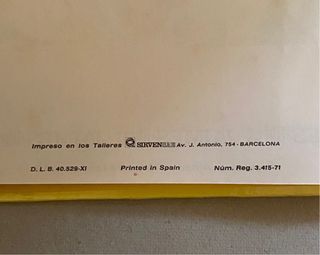 Impreso en los Talleres SIRVEN Av. J. Antonio, 754 - BARCELONA
D. L. B. 40.529-XI Printed in Spain Núm. Reg. 3.415-71